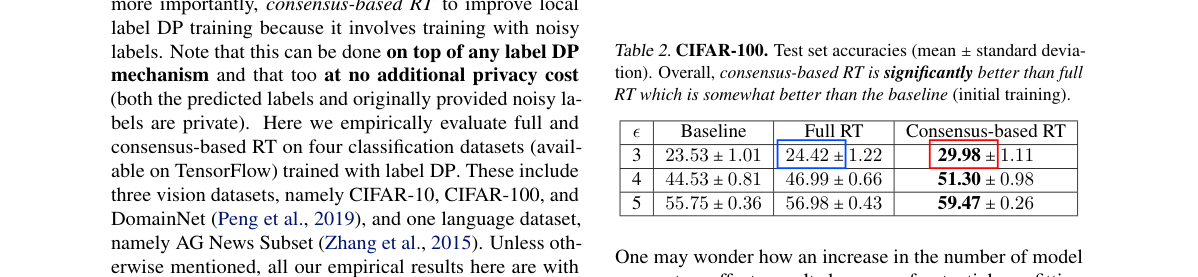 more importantly, consensus-based RT to improve local
label DP training because it involves training with noisy
labels. Note that this can be done on top of any label DP
mechanism and that too at no additional privacy cost
(both the predicted labels and originally provided noisy la-
bels are private). Here we empirically evaluate full and
consensus-based RT on four classification datasets (avail-
able on TensorFlow) trained with label DP. These include
three vision datasets, namely CIFAR-10, CIFAR-100, and
DomainNet (Peng et al., 2019), and one language dataset,
namely AG News Subset (Zhang et al., 2015). Unless oth-
erwise mentioned, all our empirical results here are with
Table 2. CIFAR-100. Test set accuracies (mean ± standard devia-
tion). Overall, consensus-based RT is significantly better than full
RT which is somewhat better than the baseline (initial training).
ϵ Baseline Full RT Consensus-based RT
3 23.53 ± 1.01 24.42 ± 1.22 29.98 ± 1.11
4 44.53 ± 0.81 46.99 ± 0.66 51.30 ± 0.98
5 55.75 ± 0.36 56.98 ± 0.43 59.47 ± 0.26
One may wonder how an increase in the number of model